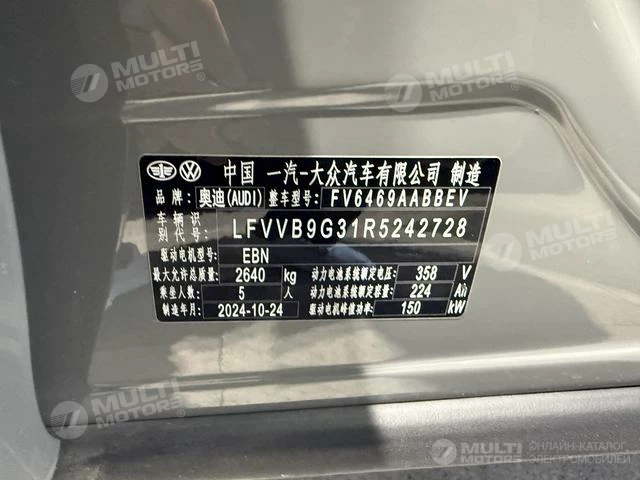 中国 一汽-大众汽车有限公司 制造
品牌: 奥迪(AUDI) 整车型号: FV6469AABBEV
车辆识别代号: LFVVB9G31R5242728
驱动电机型号: EBN
最大允许总质量: 2640 kg 动力电池系统额定电压: 358 V
乘坐人数: 5 人 动力电池系统额定容量: 224 Ah
制造年月: 2024-10-24 驱动电机峰值功率: 150 kW
MULTI MOTORS
MULTI MOTORS
MULTI MOTORS
MULTI MOTORS
MULTI MOTORS
MULTI MOTORS ОНЛАЙН-КАТАЛОГ ЭЛЕКТРОМОБИЛЕЙ